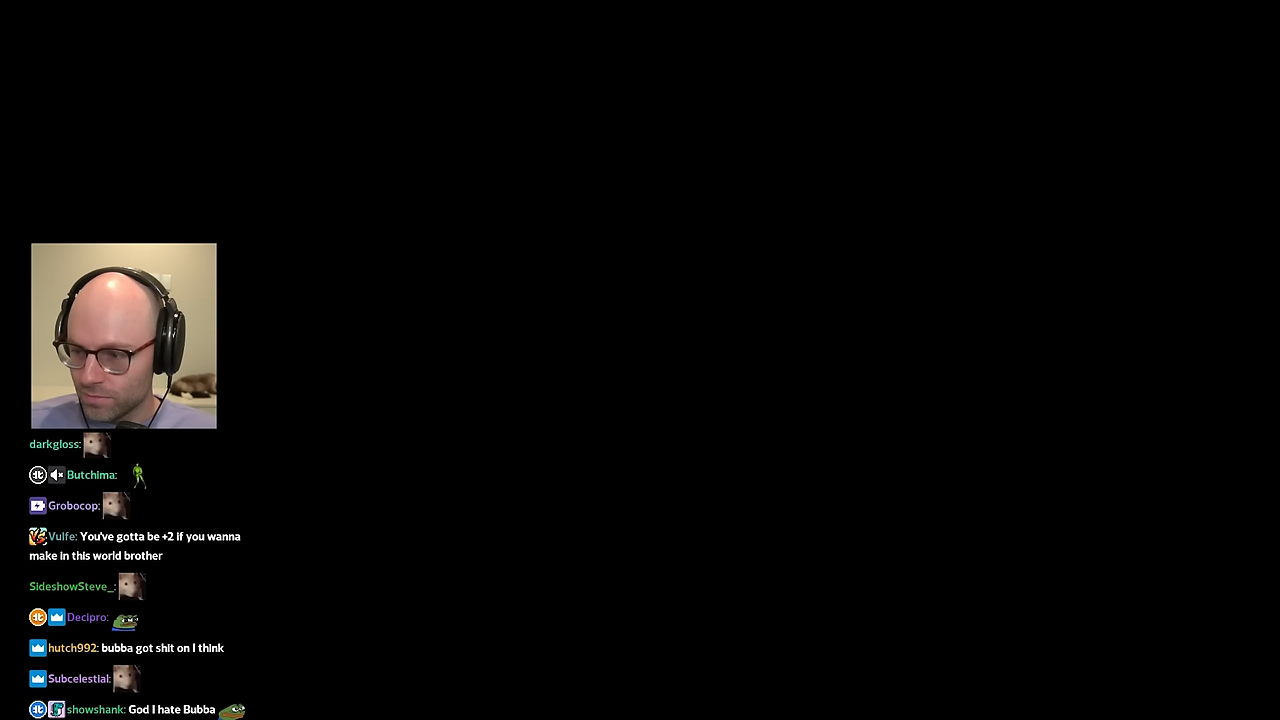 darkgloss:
Butchima:
Grobocop:
Vulfe: You've gotta be +2 if you wanna
make in this world brother
SideshowSteve_:
Decipro:
hutch992: bubba got shit on I think
Subcelestial:
showshank: God I hate Bubba